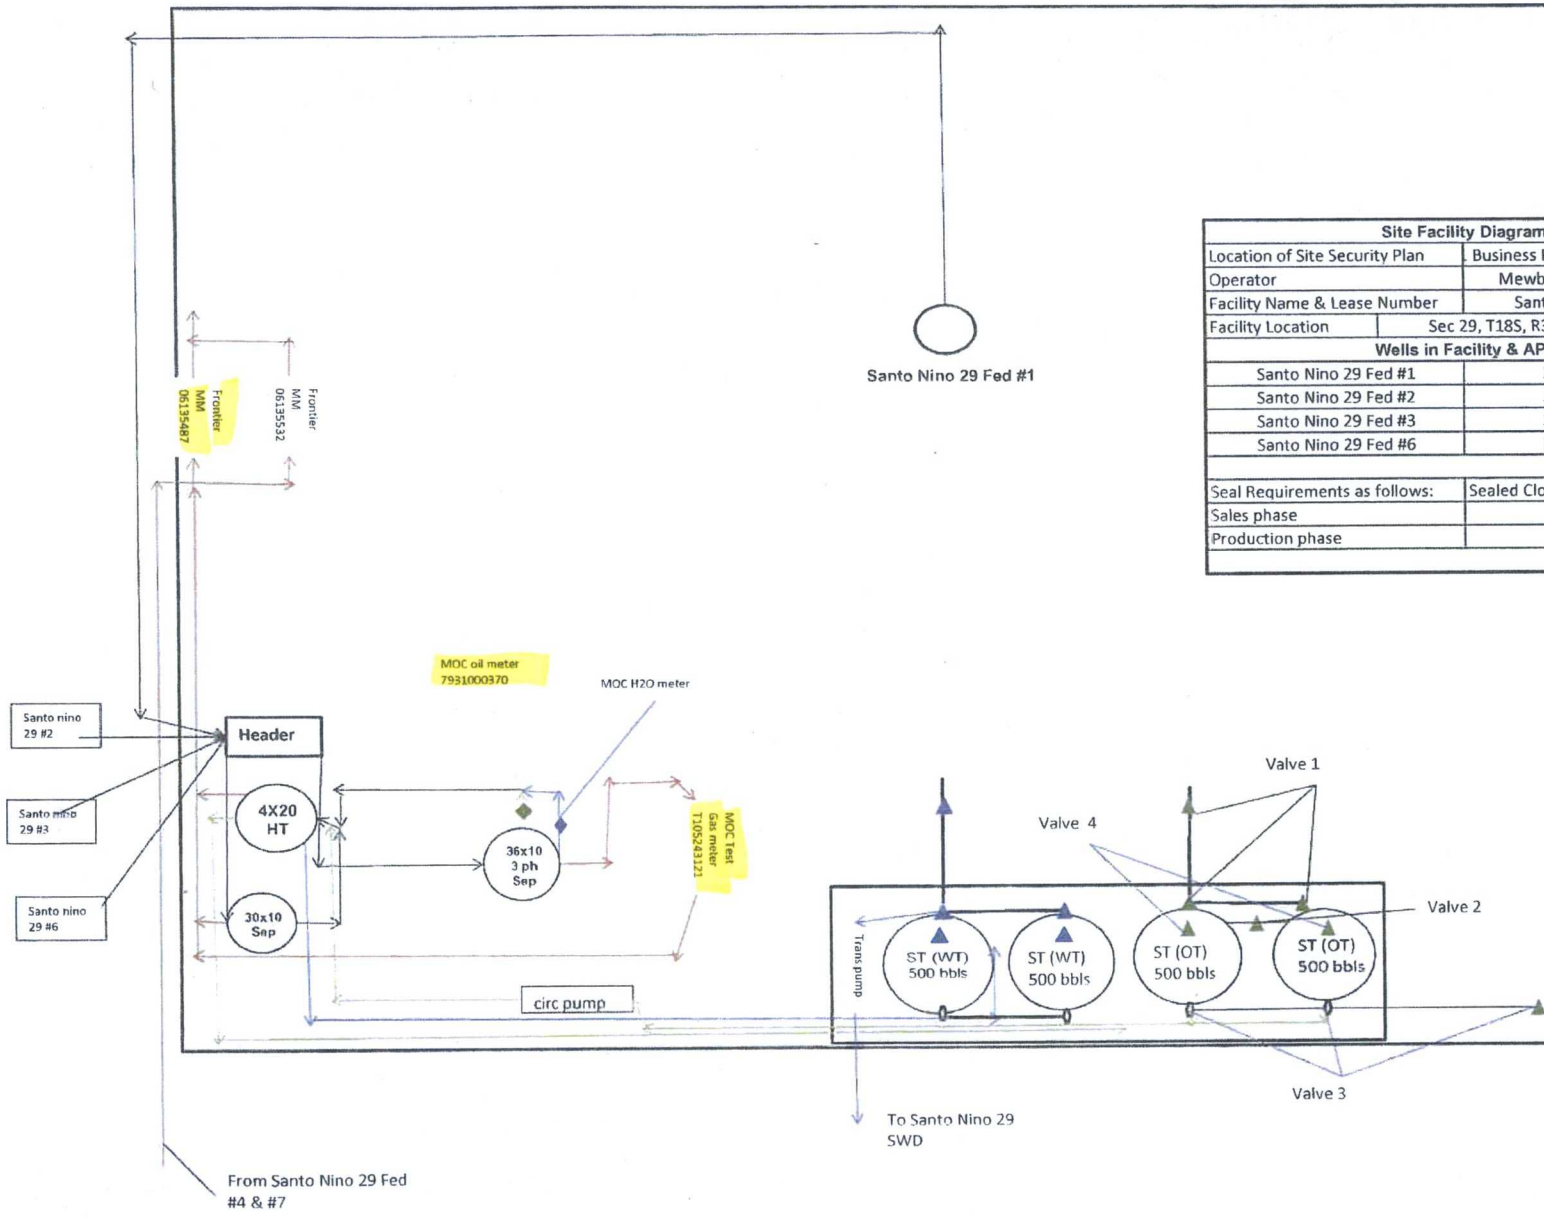 Site Facility Diagram
Location of Site Security Plan
Business
Operator
Mewb
Facility Name & Lease Number
Sant
Facility Location
Sec 29, T18S, R3
Wells in Facility & AP
Santo Nino 29 Fed #1
Santo Nino 29 Fed #2
Santo Nino 29 Fed #3
Santo Nino 29 Fed #6
Seal Requirements as follows:
Sealed Clo
Sales phase
Production phase
Santo Nino 29 Fed #1
Frontier
MM
06135487
Frontier
MM
06135532
MOC oil meter
7931000370
MOC H2O meter
Santo nino
29 #2
Header
Santo nino
29 #3
4X20
HT
36x10
3 ph
Sep
MOC Test
Gas meter
T105243121
Santo nino
29 #6
30x10
Sep
circ pump
Valve 1
Valve 4
Valve 2
Trans pump
ST (WT)
500 bbls
ST (WT)
500 bbls
ST (OT)
500 bbls
ST (OT)
500 bbls
Valve 3
To Santo Nino 29
SWD
From Santo Nino 29 Fed
#4 & #7